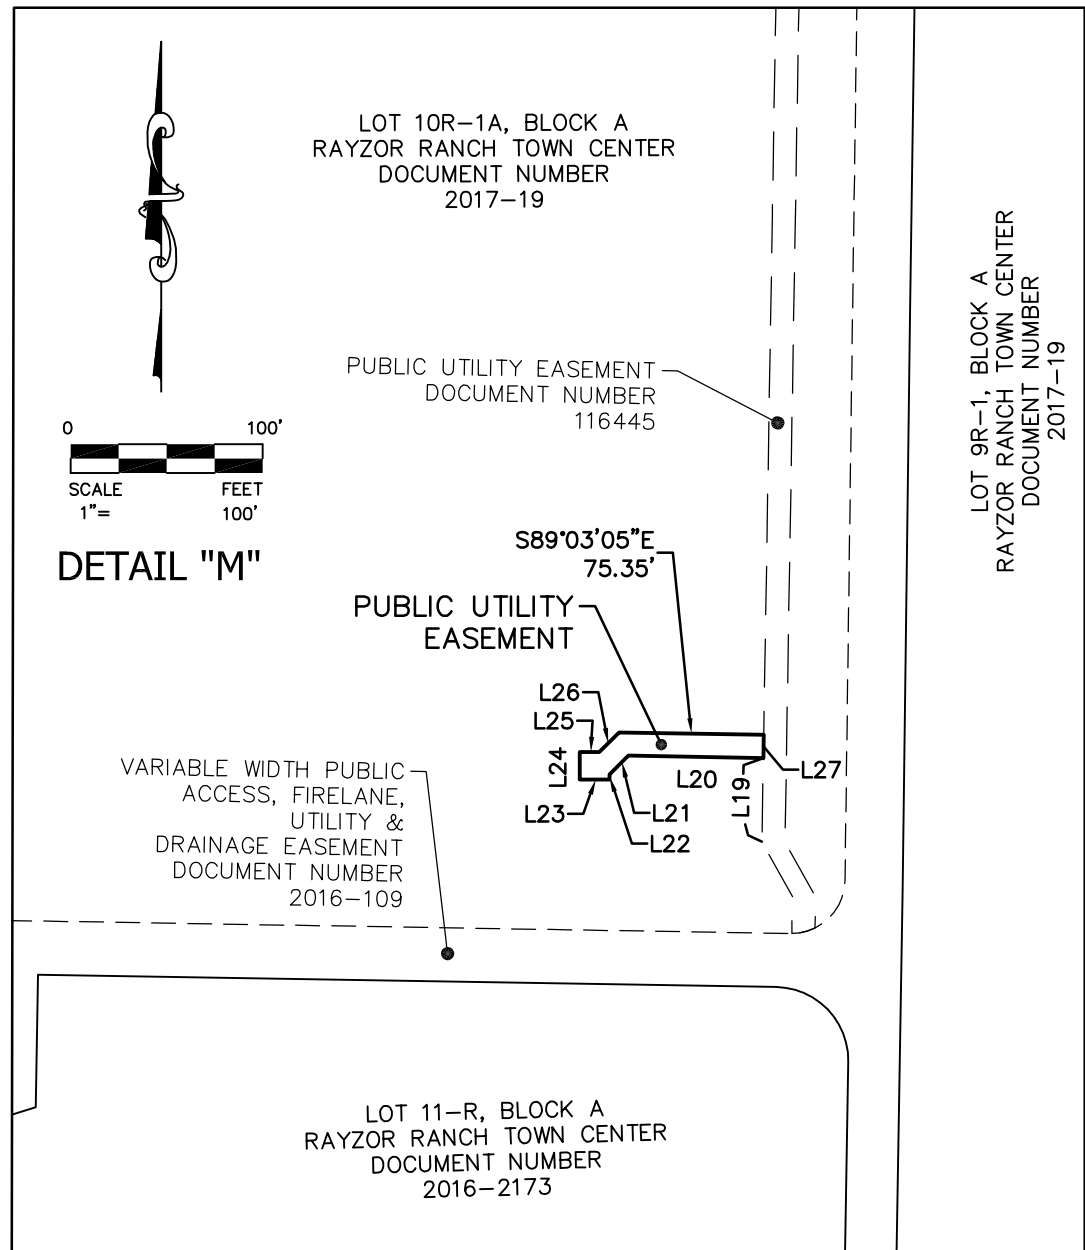 LOT 10R-1A, BLOCK A
RAYZOR RANCH TOWN CENTER
DOCUMENT NUMBER
2017-19
LOT 9R-1, BLOCK A
RAYZOR RANCH TOWN CENTER
DOCUMENT NUMBER
2017-19
PUBLIC UTILITY EASEMENT
DOCUMENT NUMBER
116445
0 100'
SCALE FEET
1"= 100'
DETAIL "M"
S89°03'05"E
75.35'
PUBLIC UTILITY
EASEMENT
L26
L25
L24
L23
L22
L21
L20
L19
L27
VARIABLE WIDTH PUBLIC
ACCESS, FIRELANE,
UTILITY &
DRAINAGE EASEMENT
DOCUMENT NUMBER
2016-109
LOT 11-R, BLOCK A
RAYZOR RANCH TOWN CENTER
DOCUMENT NUMBER
2016-2173